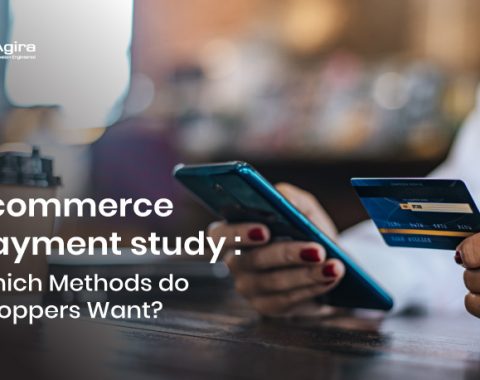 Agira
commerce
ayment study :
hich Methods do
oppers Want?